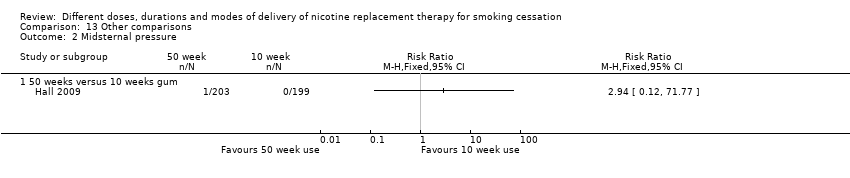 Review: Different doses, durations and modes of delivery of nicotine replacement therapy for smoking cessation
Comparison: 13 Other comparisons
Outcome: 2 Midsternal pressure
Study or subgroup 50 week 10 week Risk Ratio Risk Ratio
n/N n/N M-H,Fixed,95% CI M-H,Fixed,95% CI
1 50 weeks versus 10 weeks gum
Hall 2009 1/203 0/199 2.94 [ 0.12, 71.77 ]
0.01 0.1 1 10 100
Favours 50 week use Favours 10 week use